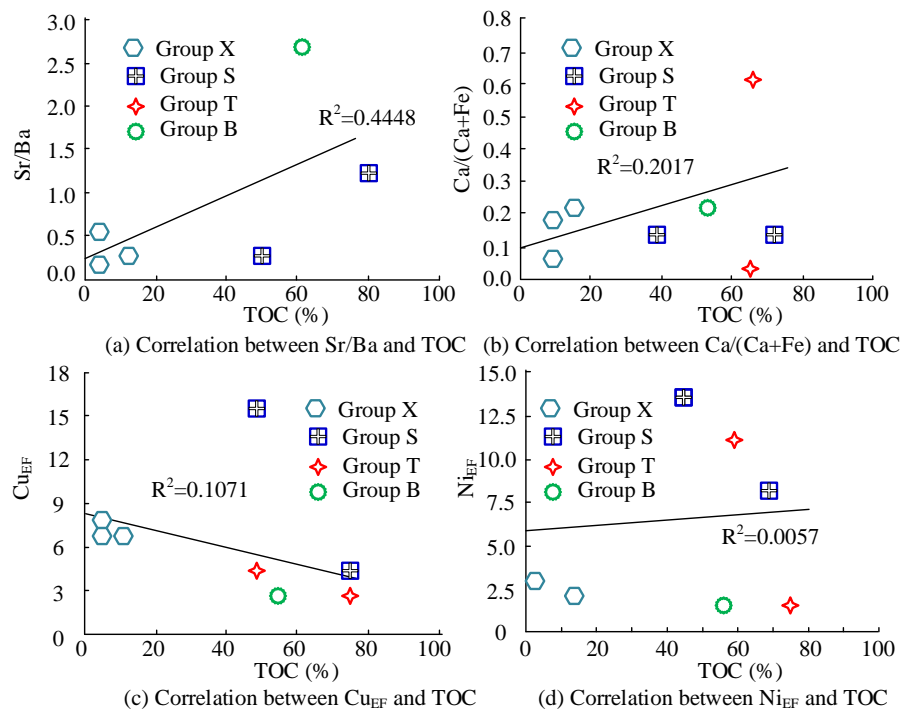 3.0
2.5
2.0
1.5
1.0
0.5
0.0
Sr/Ba
Group X
Group S
Group T
Group B
R²=0.4448
0 20 40 60 80 100
TOC (%)
(a) Correlation between Sr/Ba and TOC
0.8
0.7
0.6
0.4
0.3
0.2
0.1
0.0
Ca/(Ca+Fe)
Group X
Group S
Group T
Group B
R²=0.2017
0 20 40 60 80 100
TOC (%)
(b) Correlation between Ca/(Ca+Fe) and TOC
18
15
12
9
6
3
0
Cu_EF
Group X
Group S
Group T
Group B
R²=0.1071
0 20 40 60 80 100
TOC (%)
(c) Correlation between Cu_EF and TOC
15.0
12.5
10.0
7.5
5.0
2.5
.0
Ni_EF
Group X
Group S
Group T
Group B
R²=0.0057
0 20 40 60 80 100
TOC (%)
(d) Correlation between Ni_EF and TOC